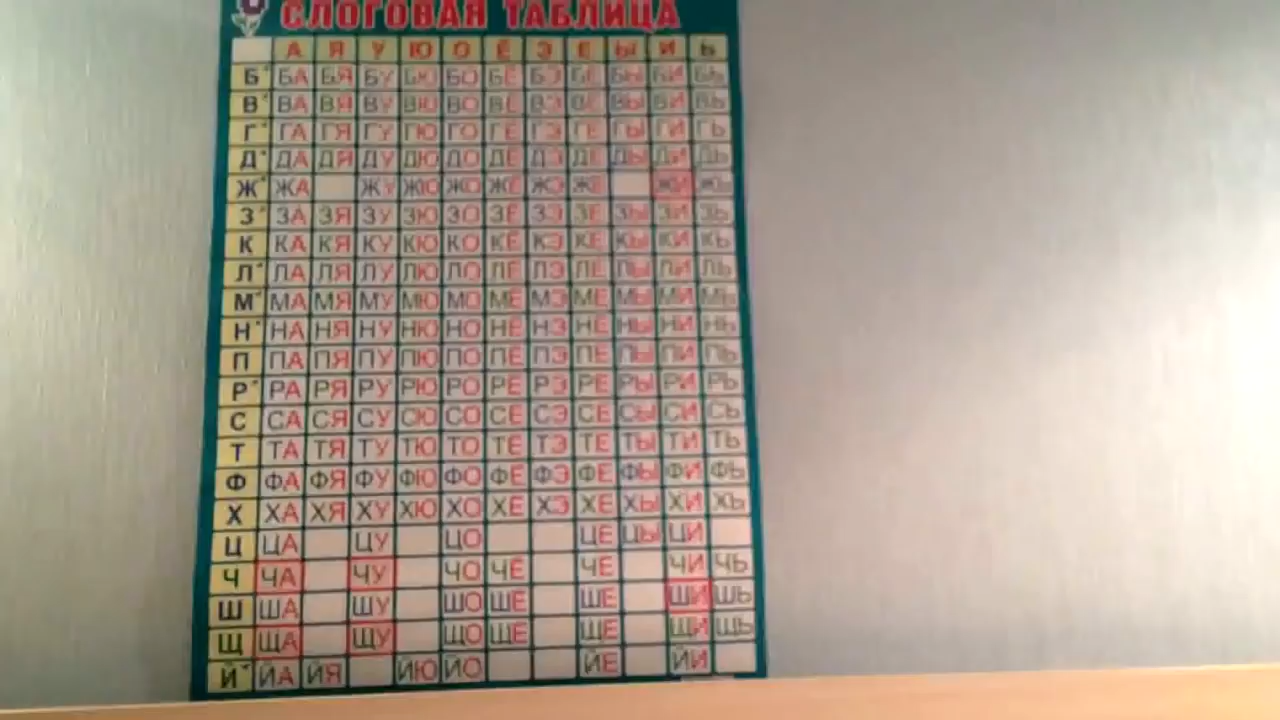 СЛОГОВАЯ ТАБЛИЦА
А Я У Ю О Ё Э Е Ы И Ь
Б БА БЯ БУ БЮ БО БЁ БЭ БЕ БЫ БИ БЬ
В ВА ВЯ ВУ ВЮ ВО ВЁ ВЭ ВЕ ВЫ ВИ ВЬ
Г ГА ГЯ ГУ ГЮ ГО ГЁ ГЭ ГЕ ГЫ ГИ ГЬ
Д ДА ДЯ ДУ ДЮ ДО ДЁ ДЭ ДЕ ДЫ ДИ ДЬ
Ж ЖА ЖУ ЖЮ ЖО ЖЁ ЖЭ ЖЕ ЖИ ЖЬ
З ЗА ЗЯ ЗУ ЗЮ ЗО ЗЁ ЗЭ ЗЕ ЗЫ ЗИ ЗЬ
К КА КЯ КУ КЮ КО КЁ КЭ КЕ КЫ КИ КЬ
Л ЛА ЛЯ ЛУ ЛЮ ЛО ЛЁ ЛЭ ЛЕ ЛЫ ЛИ ЛЬ
М МА МЯ МУ МЮ МО МЁ МЭ МЕ МЫ МИ МЬ
Н НА НЯ НУ НЮ НО НЁ НЭ НЕ НЫ НИ НЬ
П ПА ПЯ ПУ ПЮ ПО ПЁ ПЭ ПЕ ПЫ ПИ ПЬ
Р РА РЯ РУ РЮ РО РЁ РЭ РЕ РЫ РИ РЬ
С СА СЯ СУ СЮ СО СЁ СЭ СЕ СЫ СИ СЬ
Т ТА ТЯ ТУ ТЮ ТО ТЁ ТЭ ТЕ ТЫ ТИ ТЬ
Ф ФА ФЯ ФУ ФЮ ФО ФЁ ФЭ ФЕ ФЫ ФИ ФЬ
Х ХА ХЯ ХУ ХЮ ХО ХЁ ХЭ ХЕ ХЫ ХИ ХЬ
Ц ЦА ЦУ ЦО ЦЕ ЦЫ ЦИ
Ч ЧА ЧУ ЧО ЧЁ ЧЕ ЧИ ЧЬ
Ш ША ШУ ШО ШЁ ШЕ ШИ ШЬ
Щ ЩА ЩУ ЩО ЩЁ ЩЕ ЩИ ЩЬ
Й ЙА ЙЯ ЙЮ ЙО ЙЕ ЙИ